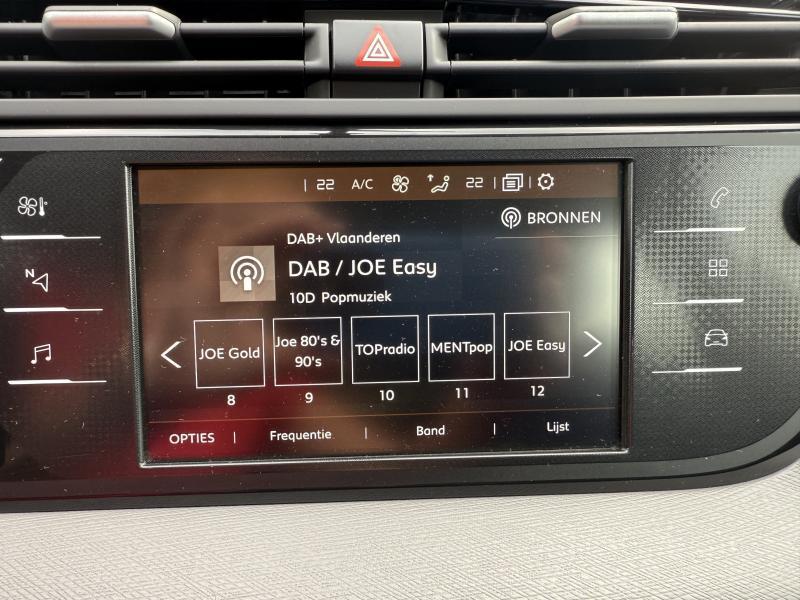 22 A/C 22
BRONNEN
DAB+ Vlaanderen
DAB / JOE Easy
10D Popmuziek
JOE Gold
Joe 80's &
90's
TOPradio
MENTpop
JOE Easy
8 9 10 11 12
OPTIES | Frequentie | Band | Lijst
N